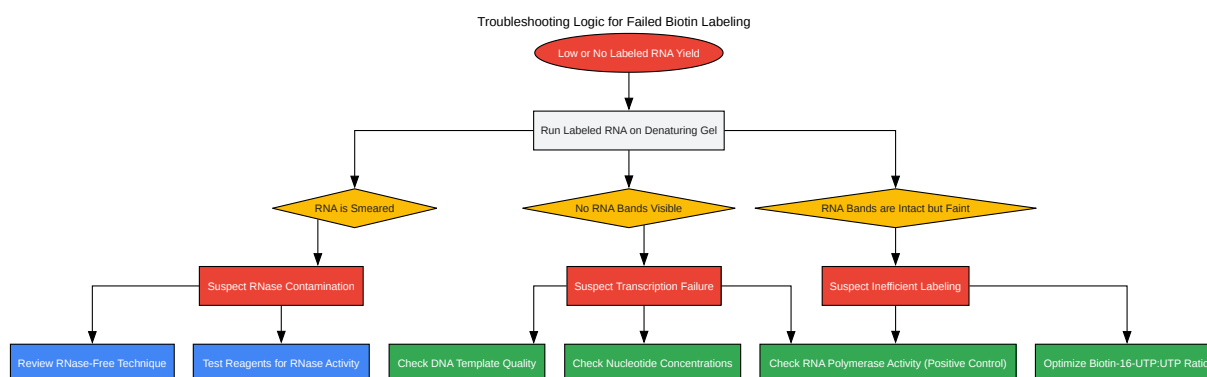 Troubleshooting Logic for Failed Biotin Labeling
Low or No Labeled RNA Yield
Run Labeled RNA on Denaturing Gel
RNA is Smeared
No RNA Bands Visible
RNA Bands are Intact but Faint
Suspect RNase Contamination
Suspect Transcription Failure
Suspect Inefficient Labeling
Review RNase-Free Technique
Test Reagents for RNase Activity
Check DNA Template Quality
Check Nucleotide Concentrations
Check RNA Polymerase Activity (Positive Control)
Optimize Biotin-16-UTP:UTP Ratio